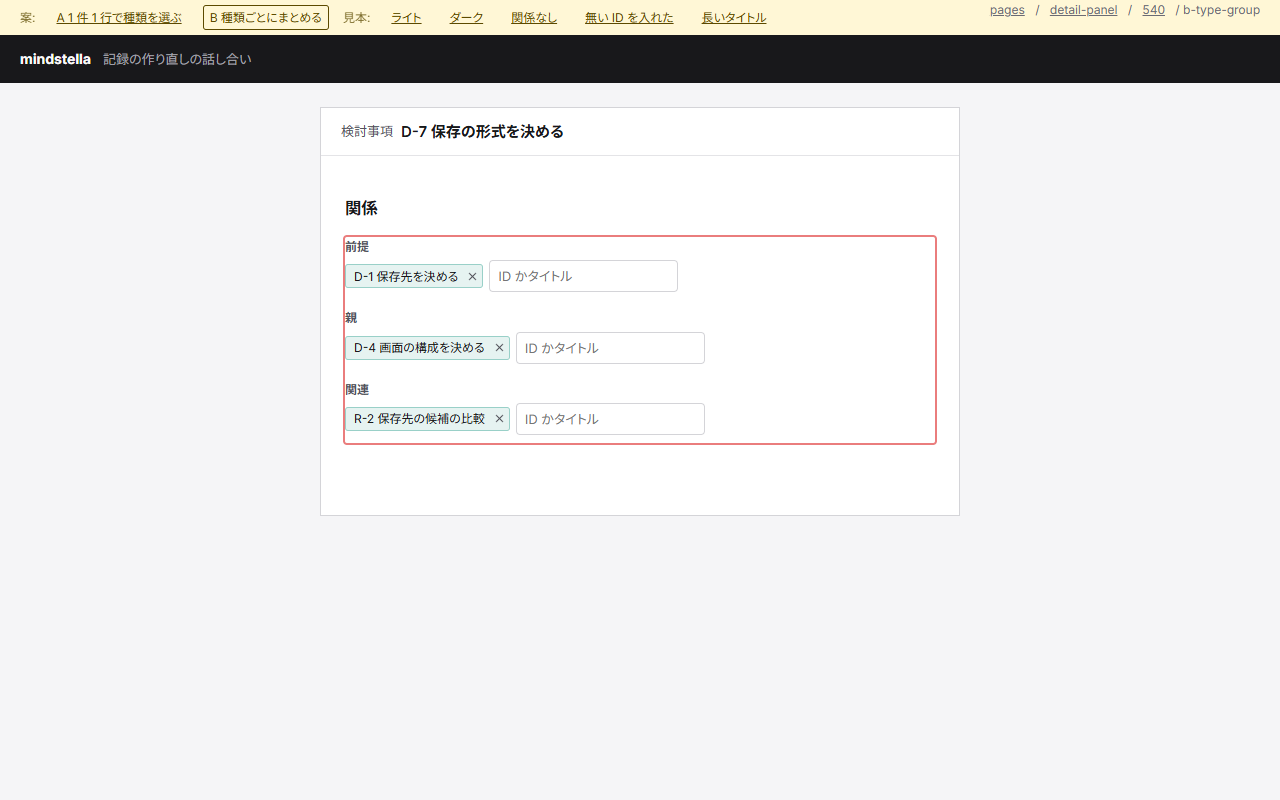 案: A 1 件 1 行で種類を選ぶ B 種類ごとにまとめる 見本: ライト ダーク 関係なし 無い ID を入れた 長いタイトル pages / detail-panel / 540 / b-type-group
mindstella 記録の作り直しの話し合い
検討事項 D-7 保存の形式を決める
関係
前提
D-1 保存先を決める × ID かタイトル
親
D-4 画面の構成を決める × ID かタイトル
関連
R-2 保存先の候補の比較 × ID かタイトル